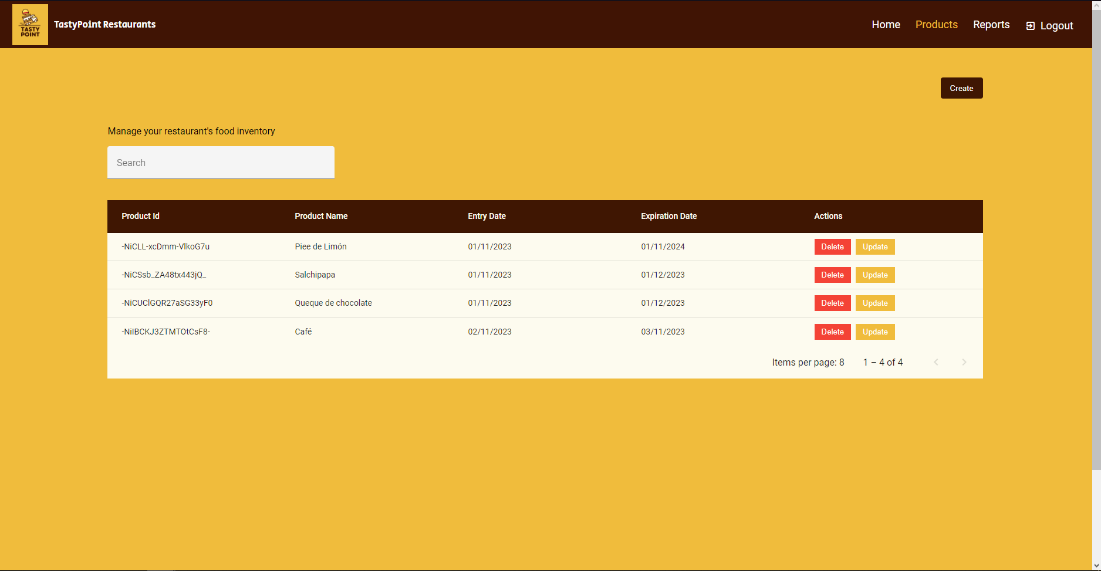 TASTY
POINT
TastyPoint Restaurants
Home Products Reports Logout
Create
Manage your restaurant's food inventory
Search
Product Id Product Name Entry Date Expiration Date Actions
-NiCLL-xcDmm-VlkoG7u Piee de Limón 01/11/2023 01/11/2024 Delete Update
-NiCSsb_ZA48tx443jQ_ Salchipapa 01/11/2023 01/12/2023 Delete Update
-NiCUClGQR27aSG33yF0 Queque de chocolate 01/11/2023 01/12/2023 Delete Update
-NiIBCKJ3ZTMTOtCsF8- Café 02/11/2023 03/11/2023 Delete Update
Items per page: 8 1 – 4 of 4